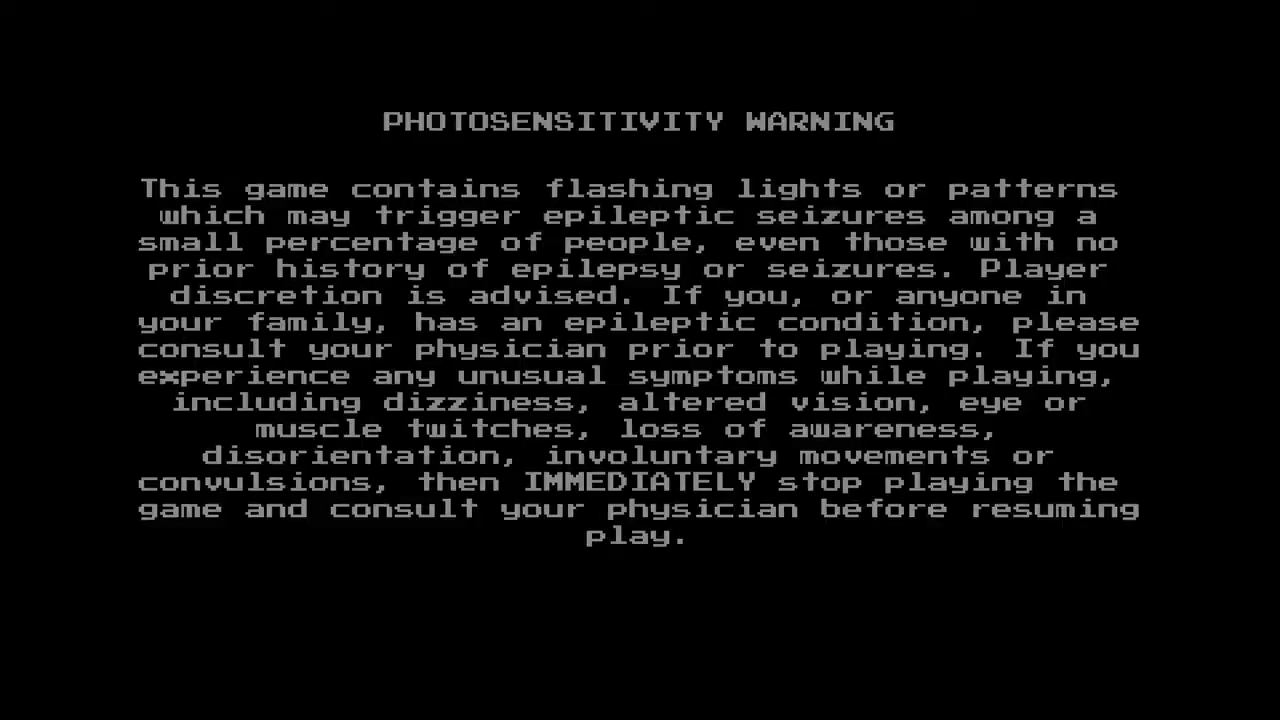 PHOTOSENSITIVITY WARNING
This game contains flashing lights or patterns
which may trigger epileptic seizures among a
small percentage of people, even those with no
prior history of epilepsy or seizures. Player
discretion is advised. If you, or anyone in
your family, has an epileptic condition, please
consult your physician prior to playing. If you
experience any unusual symptoms while playing,
including dizziness, altered vision, eye or
muscle twitches, loss of awareness,
disorientation, involuntary movements or
convulsions, then IMMEDIATELY stop playing the
game and consult your physician before resuming
play.